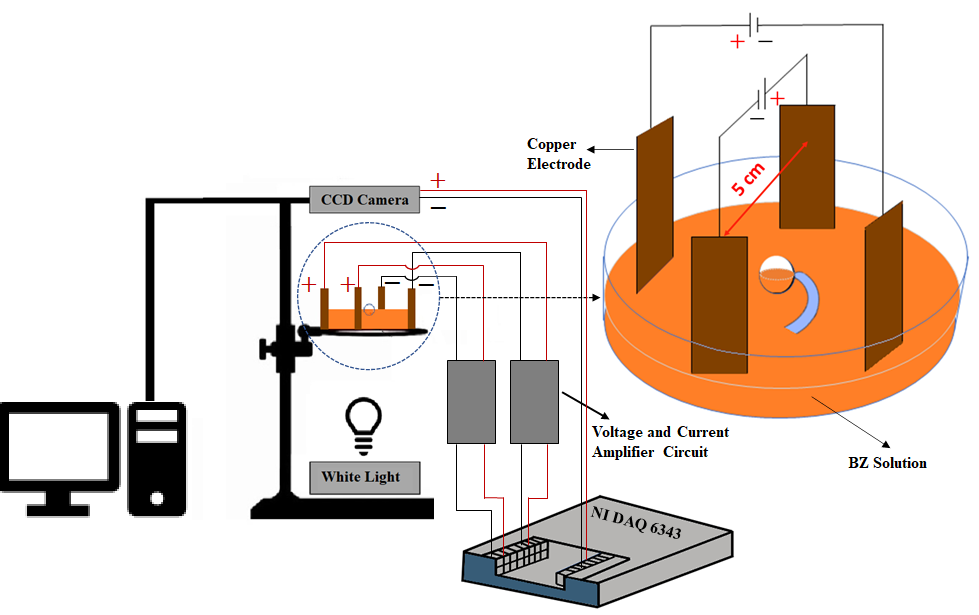 +
−
+
−
Copper
Electrode
5 cm
+
−
CCD Camera
+
+
−
−
Voltage and Current
Amplifier Circuit
BZ Solution
White Light
NI DAQ 6343